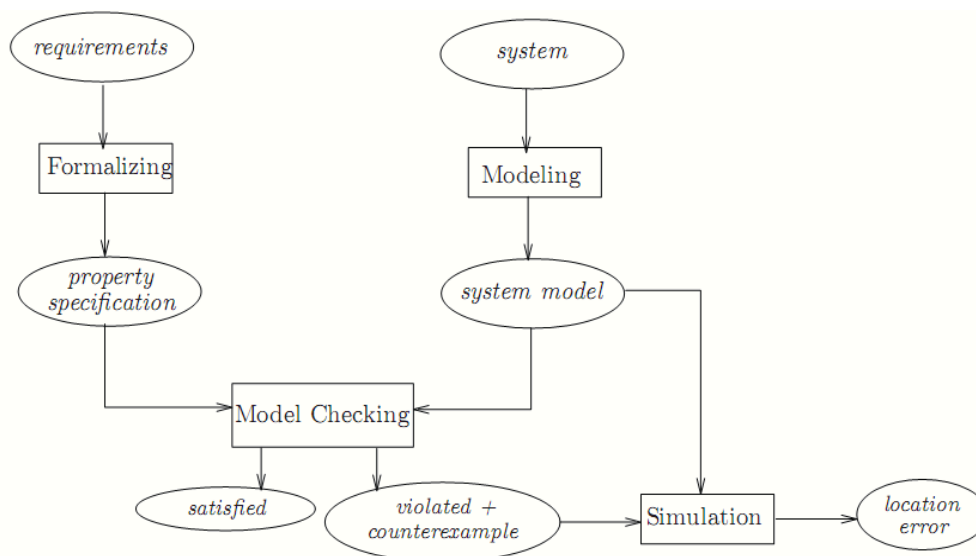 requirements
system
Formalizing
Modeling
property
specification
system model
Model Checking
satisfied
violated +
counterexample
Simulation
location
error